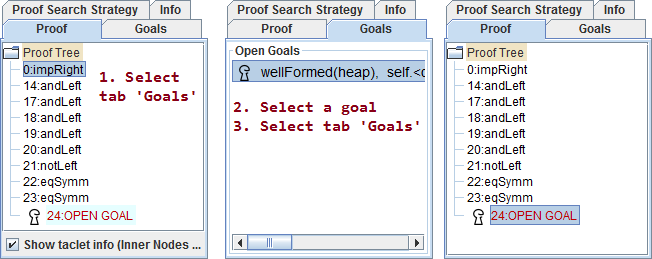 Proof Search Strategy Info
Proof Goals
Proof Tree
0:impRight
14:andLeft
17:andLeft
18:andLeft
19:andLeft
20:andLeft
21:notLeft
22:eqSymm
23:eqSymm
24:OPEN GOAL
Show taclet info (Inner Nodes ...
1. Select
tab 'Goals'
Proof Search Strategy Info
Proof Goals
Open Goals
wellFormed(heap), self.<c
2. Select a goal
3. Select tab 'Goals'
Proof Search Strategy Info
Proof Goals
Proof Tree
0:impRight
14:andLeft
17:andLeft
18:andLeft
19:andLeft
20:andLeft
21:notLeft
22:eqSymm
23:eqSymm
24:OPEN GOAL